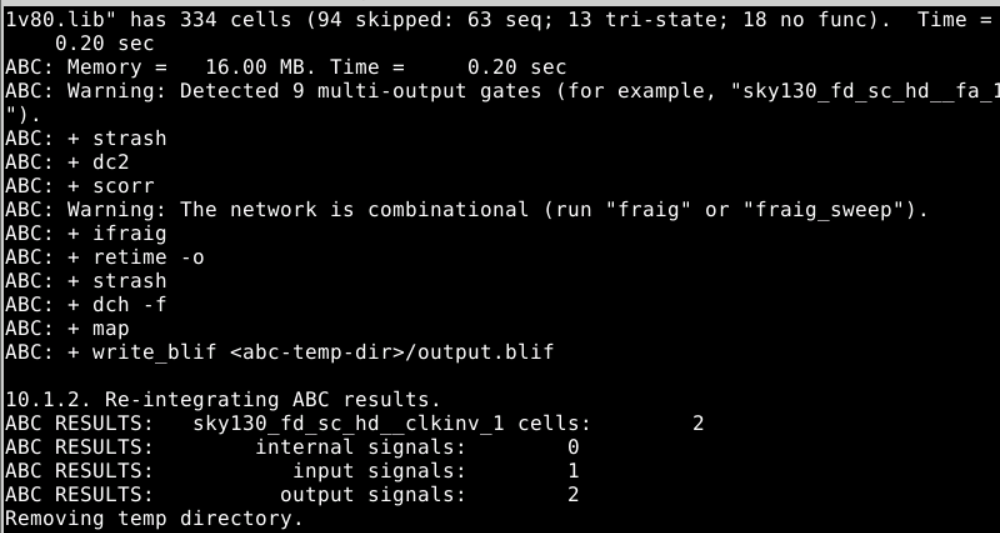 1v80.lib" has 334 cells (94 skipped: 63 seq; 13 tri-state; 18 no func).  Time =
    0.20 sec
ABC: Memory =   16.00 MB. Time =     0.20 sec
ABC: Warning: Detected 9 multi-output gates (for example, "sky130_fd_sc_hd__fa_1
").
ABC: + strash
ABC: + dc2
ABC: + scorr
ABC: Warning: The network is combinational (run "fraig" or "fraig_sweep").
ABC: + ifraig
ABC: + retime -o
ABC: + strash
ABC: + dch -f
ABC: + map
ABC: + write_blif <abc-temp-dir>/output.blif

10.1.2. Re-integrating ABC results.
ABC RESULTS:   sky130_fd_sc_hd__clkinv_1 cells:        2
ABC RESULTS:        internal signals:        0
ABC RESULTS:           input signals:        1
ABC RESULTS:          output signals:        2
Removing temp directory.